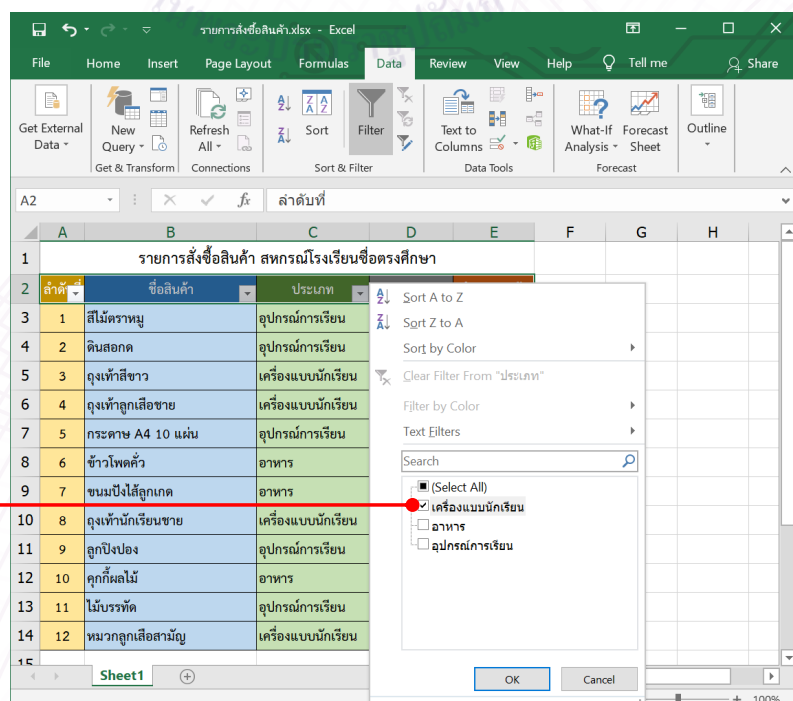 รายการสั่งซื้อสินค้า.xlsx - Excel
File Home Insert Page Layout Formulas Data Review View Help Tell me Share
Get External Data New Query Refresh All Sort Filter Text to Columns What-If Analysis Forecast Sheet Outline
Get & Transform Connections Sort & Filter Data Tools Forecast
A2 fx ลำดับที่
A B C D E F G H
1 รายการสั่งซื้อสินค้า สหกรณ์โรงเรียนซื่อตรงศึกษา
2 ลำดับที่ ชื่อสินค้า ประเภท
3 1 สีไม้ตราหมู อุปกรณ์การเรียน
4 2 ดินสอกด อุปกรณ์การเรียน
5 3 ถุงเท้าสีขาว เครื่องแบบนักเรียน
6 4 ถุงเท้าลูกเสือชาย เครื่องแบบนักเรียน
7 5 กระดาษ A4 10 แผ่น อุปกรณ์การเรียน
8 6 ข้าวโพดคั่ว อาหาร
9 7 ขนมปังไส้ลูกเกด อาหาร
10 8 ถุงเท้านักเรียนชาย เครื่องแบบนักเรียน
11 9 ลูกปิงปอง อุปกรณ์การเรียน
12 10 คุกกี้ผลไม้ อาหาร
13 11 ไม้บรรทัด อุปกรณ์การเรียน
14 12 หมวกลูกเสือสามัญ เครื่องแบบนักเรียน
15
Sort A to Z
Sort Z to A
Sort by Color
Clear Filter From "ประเภท"
Filter by Color
Text Filters
Search
(Select All)
เครื่องแบบนักเรียน
อาหาร
อุปกรณ์การเรียน
OK Cancel
Sheet1
100%